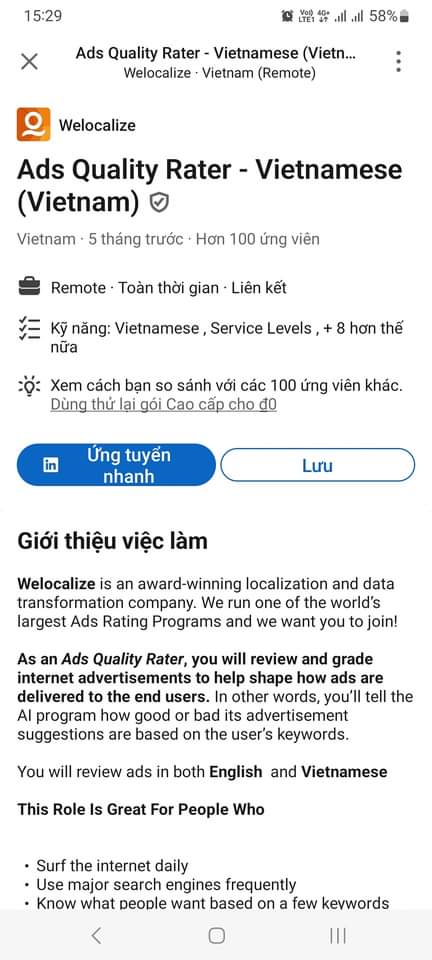 15:29
Vo)) 4G+
LTE1
58%
Ads Quality Rater - Vietnamese (Vietn...
Welocalize · Vietnam (Remote)
Welocalize
Ads Quality Rater - Vietnamese
(Vietnam)
Vietnam · 5 tháng trước · Hơn 100 ứng viên
Remote · Toàn thời gian · Liên kết
Kỹ năng: Vietnamese , Service Levels , + 8 hơn thế
nữa
Xem cách bạn so sánh với các 100 ứng viên khác.
Dùng thử lại gói Cao cấp cho ₫0
in
Ứng tuyển
nhanh
Lưu
Giới thiệu việc làm
Welocalize is an award-winning localization and data
transformation company. We run one of the world's
largest Ads Rating Programs and we want you to join!
As an Ads Quality Rater, you will review and grade
internet advertisements to help shape how ads are
delivered to the end users. In other words, you'll tell the
AI program how good or bad its advertisement
suggestions are based on the user's keywords.
You will review ads in both English and Vietnamese
This Role Is Great For People Who
• Surf the internet daily
• Use major search engines frequently
• Know what people want based on a few keywords